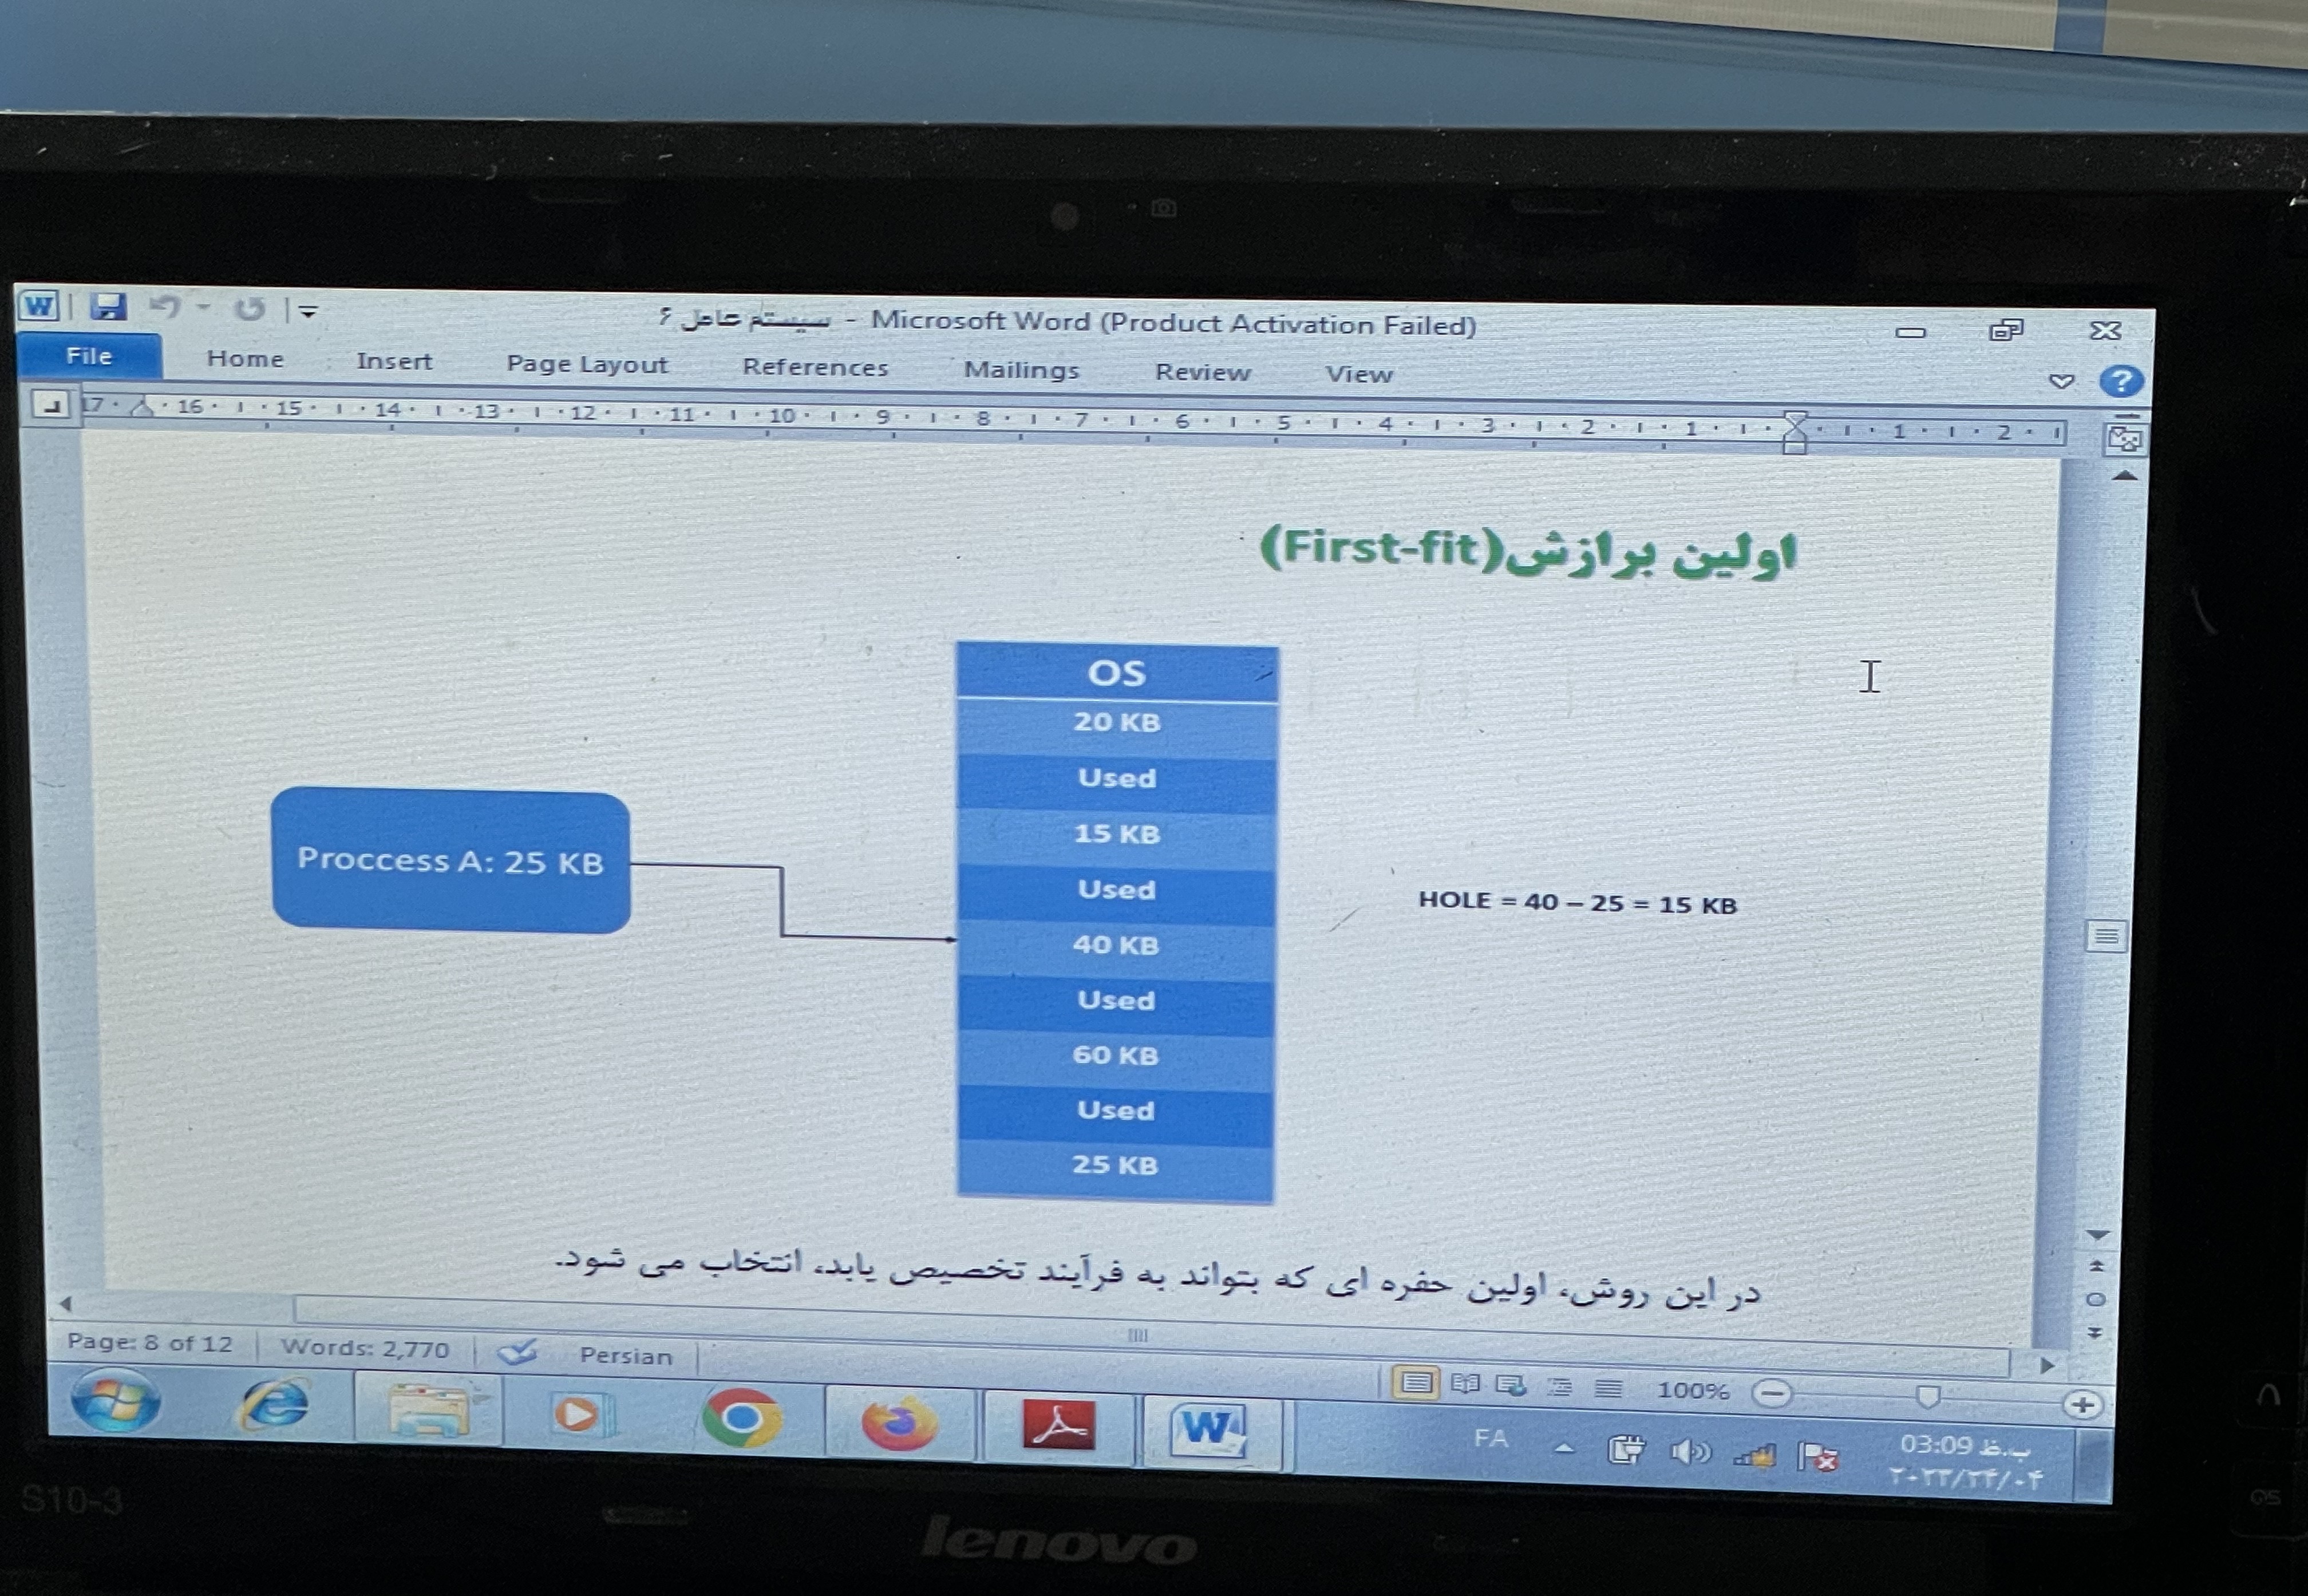 سیستم عامل ۶ - Microsoft Word (Product Activation Failed)
File Home Insert Page Layout References Mailings Review View
17 16 15 14 13 12 11 10 9 8 7 6 5 4 3 2 1 1 2
اولین برازش(First-fit)
OS
20 KB
Used
15 KB
Used
40 KB
Used
60 KB
Used
25 KB
Proccess A: 25 KB
HOLE = 40 – 25 = 15 KB
در این روش، اولین حفره ای که بتواند به فرآیند تخصیص یابد، انتخاب می شود.
Page: 8 of 12 Words: 2,770 Persian
100%
FA
03:09 ب.ظ
۲۰۲۳/۲۴/۰۴
S10-3
lenovo